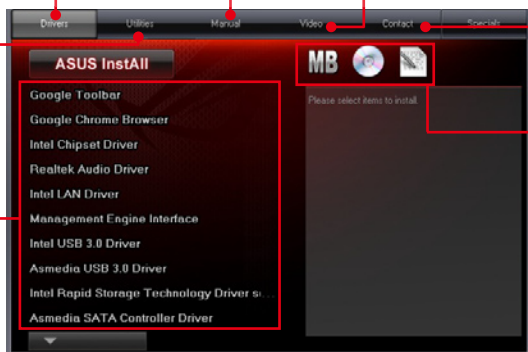 Drivers Utilities Manual Video Contact Specials
ASUS InstAll
MB
Please select items to install.
Google Toolbar
Google Chrome Browser
Intel Chipset Driver
Realtek Audio Driver
Intel LAN Driver
Management Engine Interface
Intel USB 3.0 Driver
Asmedia USB 3.0 Driver
Intel Rapid Storage Technology Driver s...
Asmedia SATA Controller Driver